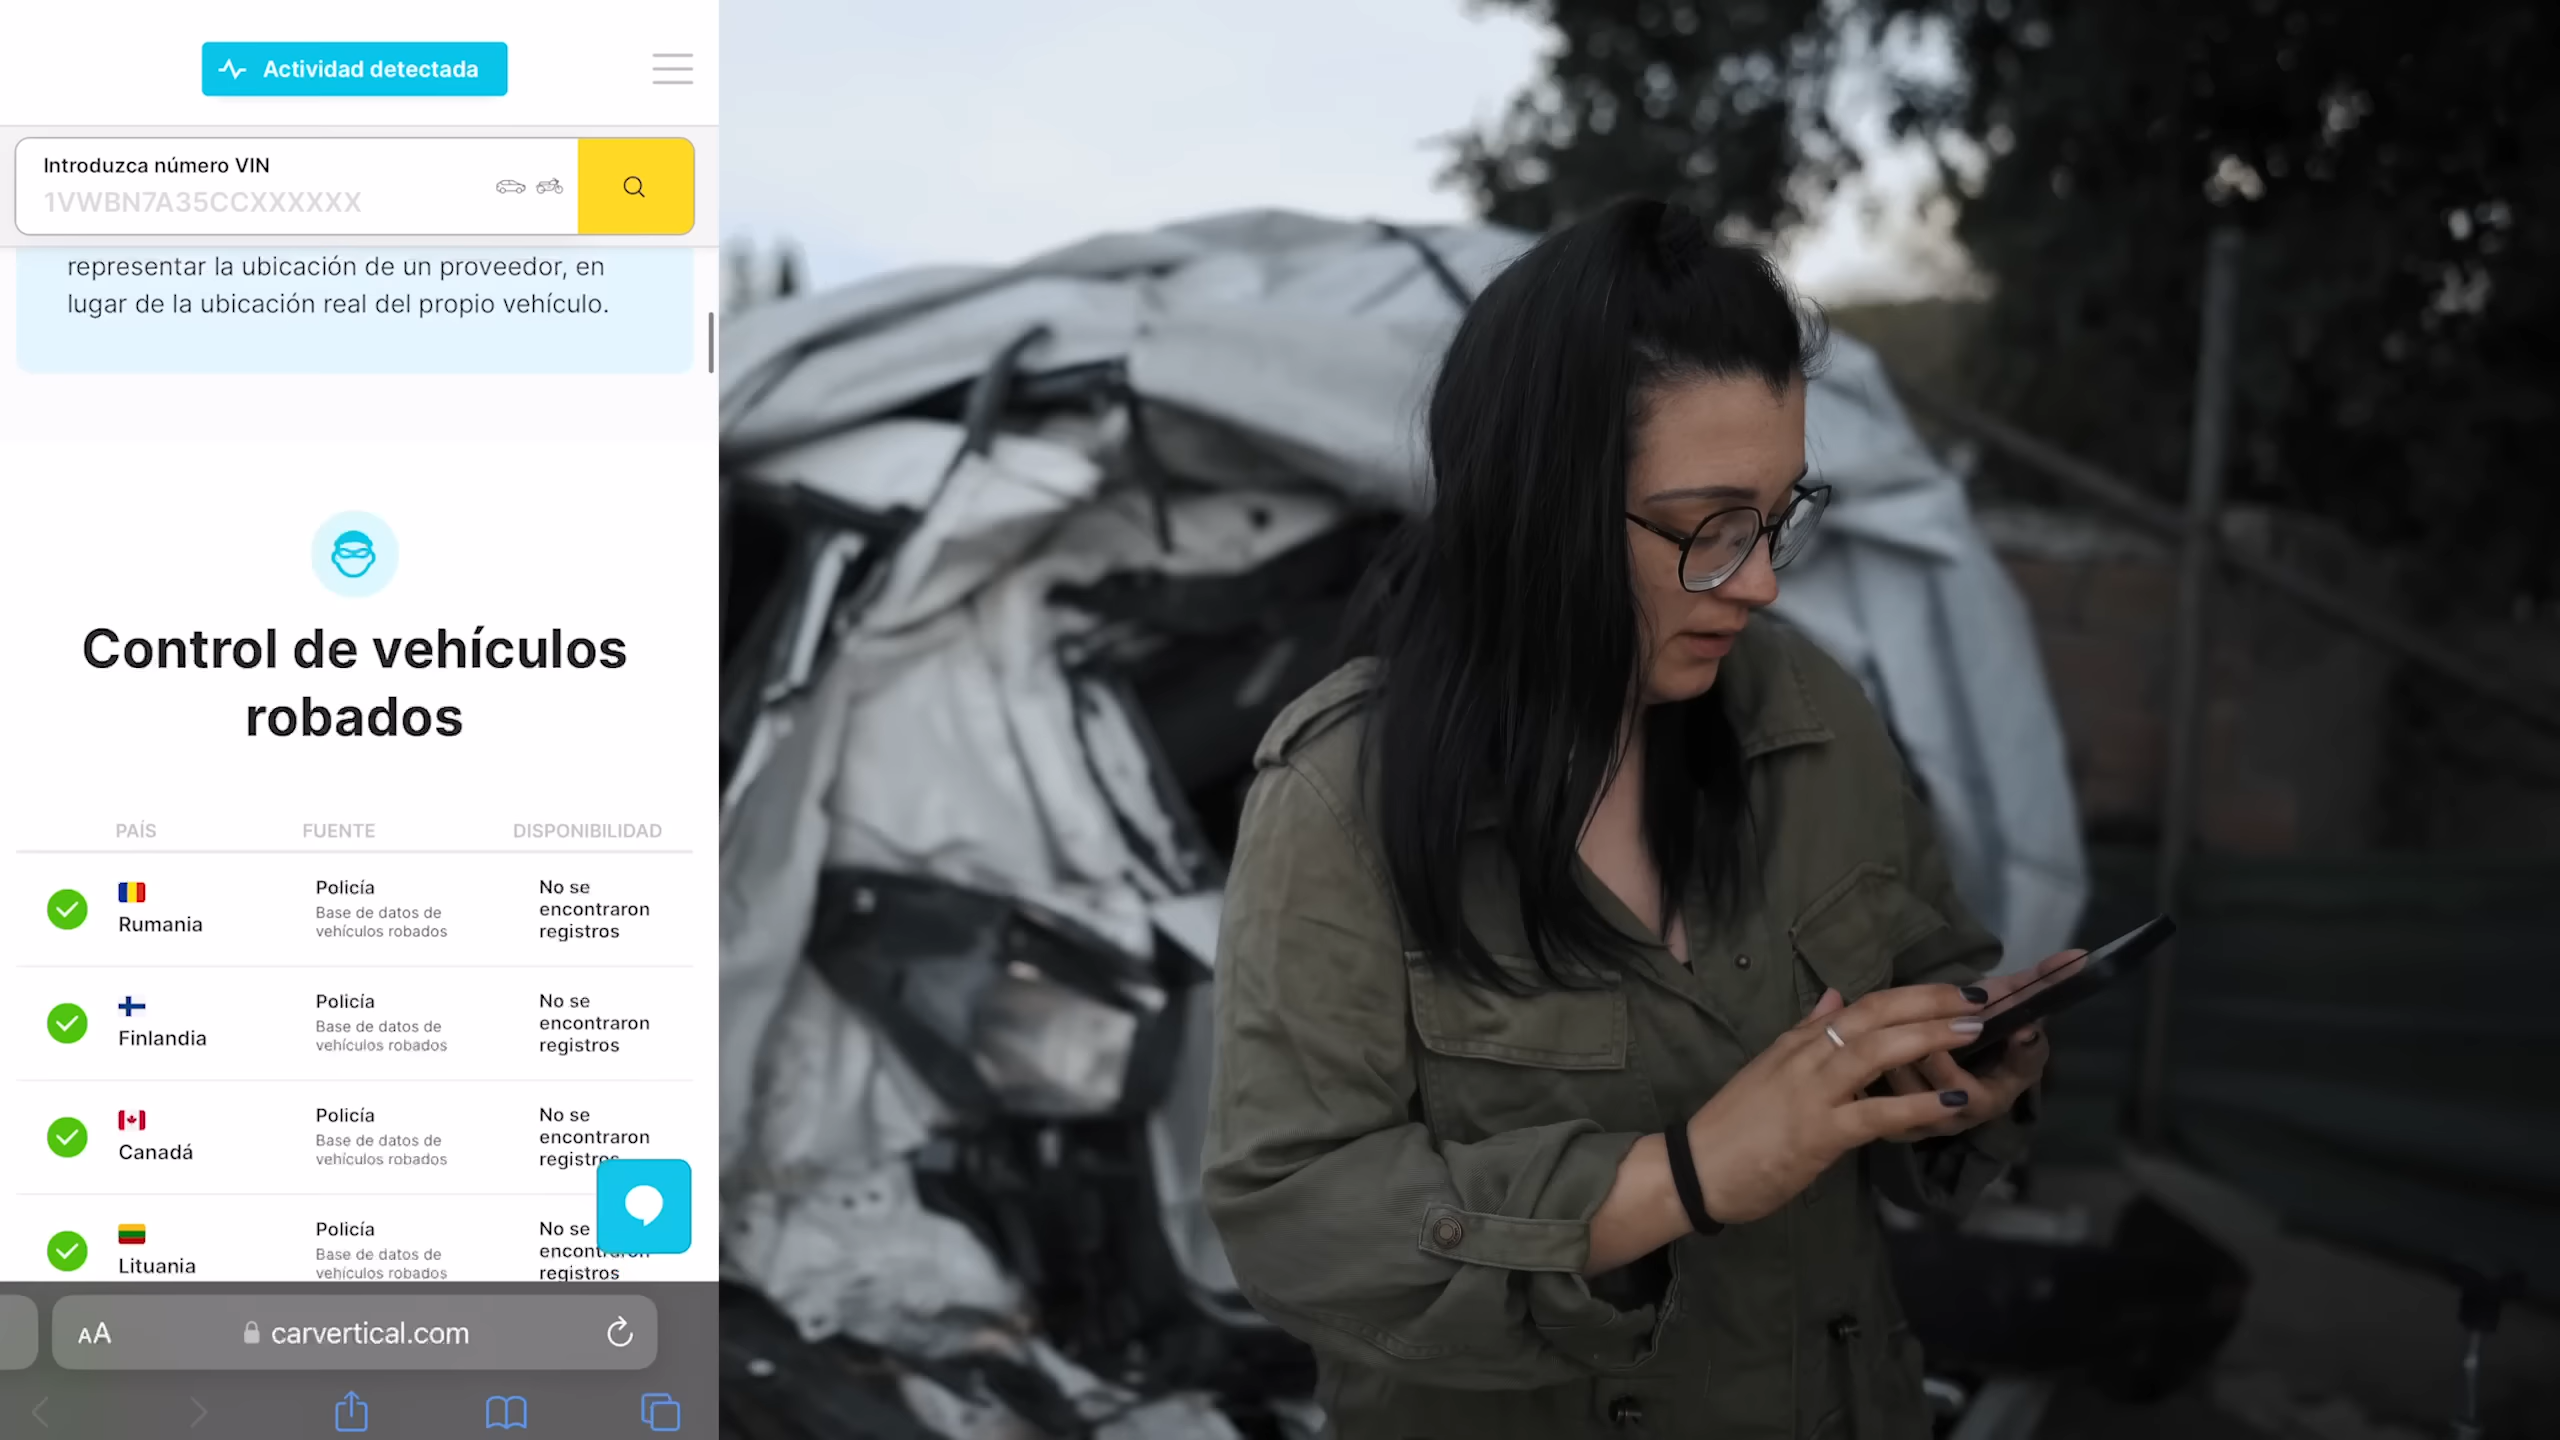 Actividad detectada
Introduzca número VIN
1VWBN7A35CCXXXXXX
representar la ubicación de un proveedor, en
lugar de la ubicación real del propio vehículo.
Control de vehículos
robados
PAÍS FUENTE DISPONIBILIDAD
Rumania
Policía
Base de datos de
vehículos robados
No se
encontraron
registros
Finlandia
Policía
Base de datos de
vehículos robados
No se
encontraron
registros
Canadá
Policía
Base de datos de
vehículos robados
No se
encontraron
registros
Lituania
Policía
Base de datos de
vehículos robados
No se
encontraron
registros
AA carvertical.com